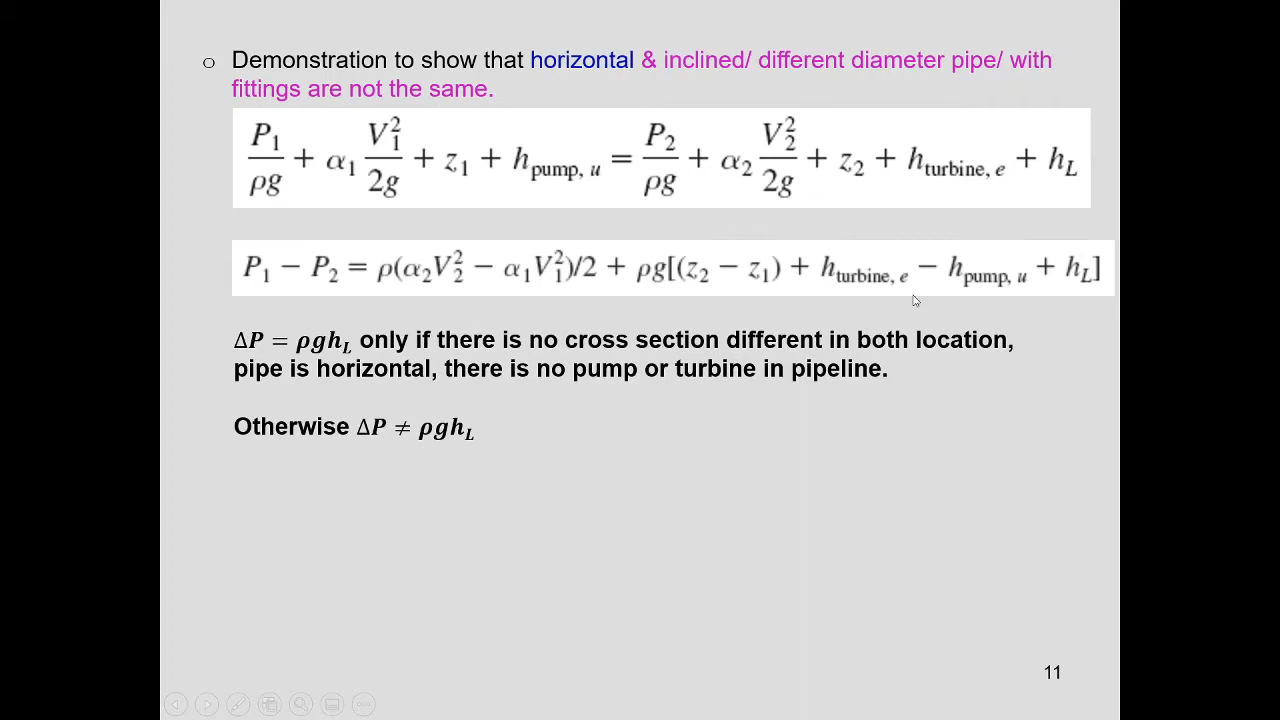 o Demonstration to show that horizontal & inclined/ different diameter pipe/ with
fittings are not the same.
P₁/ρg + α₁ V₁²/2g + z₁ + h_pump, u = P₂/ρg + α₂ V₂²/2g + z₂ + h_turbine, e + h_L
P₁ − P₂ = ρ(α₂V₂² − α₁V₁²)/2 + ρg[(z₂ − z₁) + h_turbine, e − h_pump, u + h_L]
ΔP = ρgh_L only if there is no cross section different in both location,
pipe is horizontal, there is no pump or turbine in pipeline.
Otherwise ΔP ≠ ρgh_L
11